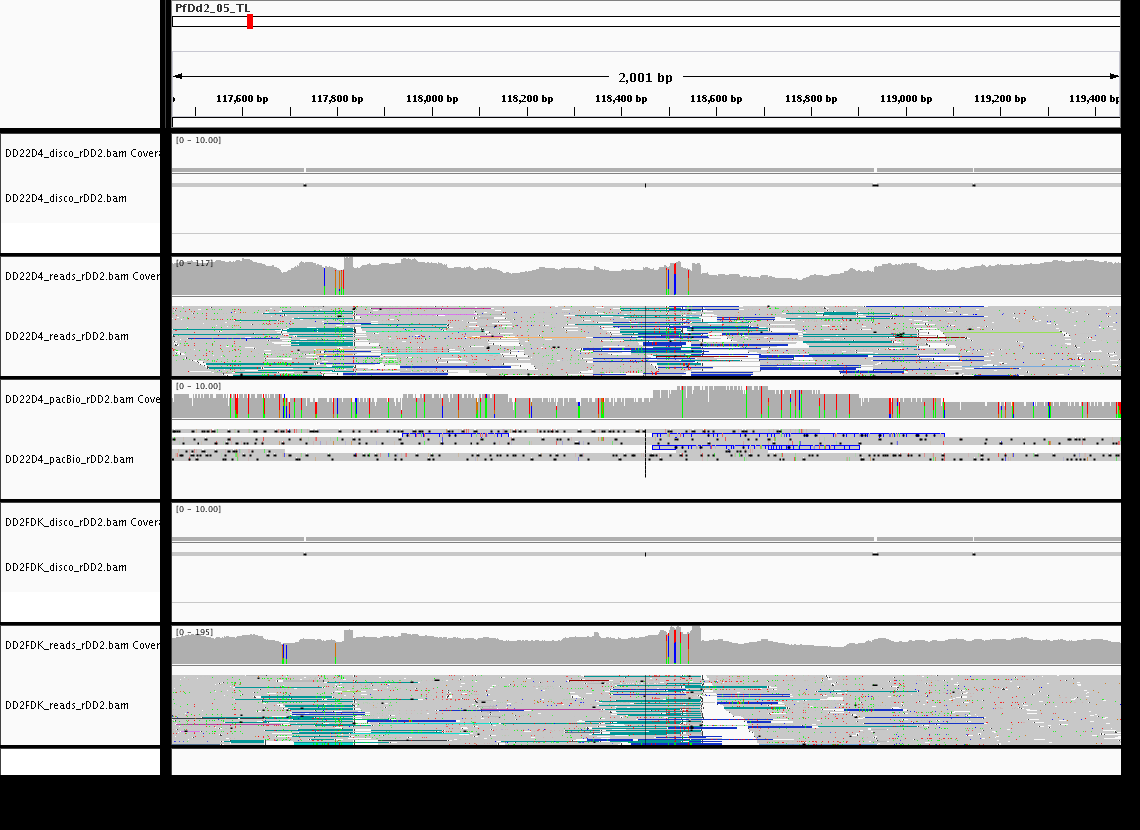 PfDd2_05_TL
2,001 bp
117,600 bp 117,800 bp 118,000 bp 118,200 bp 118,400 bp 118,600 bp 118,800 bp 119,000 bp 119,200 bp 119,400 bp
[0 - 10.00]
DD22D4_disco_rDD2.bam Covera
DD22D4_disco_rDD2.bam
[0 - 117]
DD22D4_reads_rDD2.bam Cover
DD22D4_reads_rDD2.bam
[0 - 10.00]
DD22D4_pacBio_rDD2.bam Cove
DD22D4_pacBio_rDD2.bam
[0 - 10.00]
DD2FDK_disco_rDD2.bam Covera
DD2FDK_disco_rDD2.bam
[0 - 195]
DD2FDK_reads_rDD2.bam Cover
DD2FDK_reads_rDD2.bam